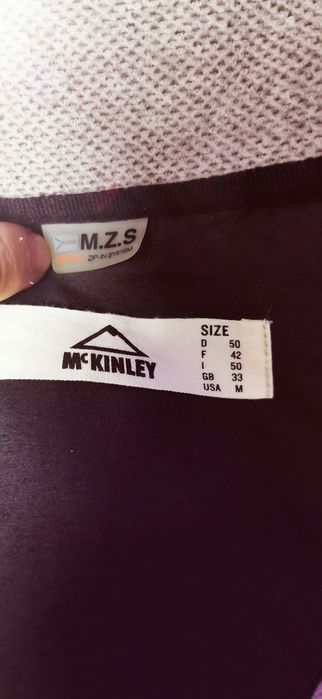 M.Z.S
ZIP-IN SYSTEM
McKINLEY
SIZE
D 50
F 42
I 50
GB 33
USA M